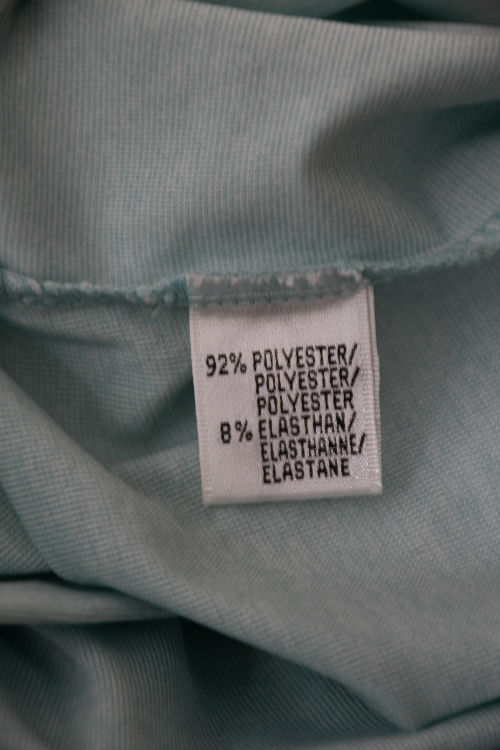 92% POLYESTER/
POLYESTER/
POLYESTER
8% ELASTHAN/
ELASTHANNE/
ELASTANE